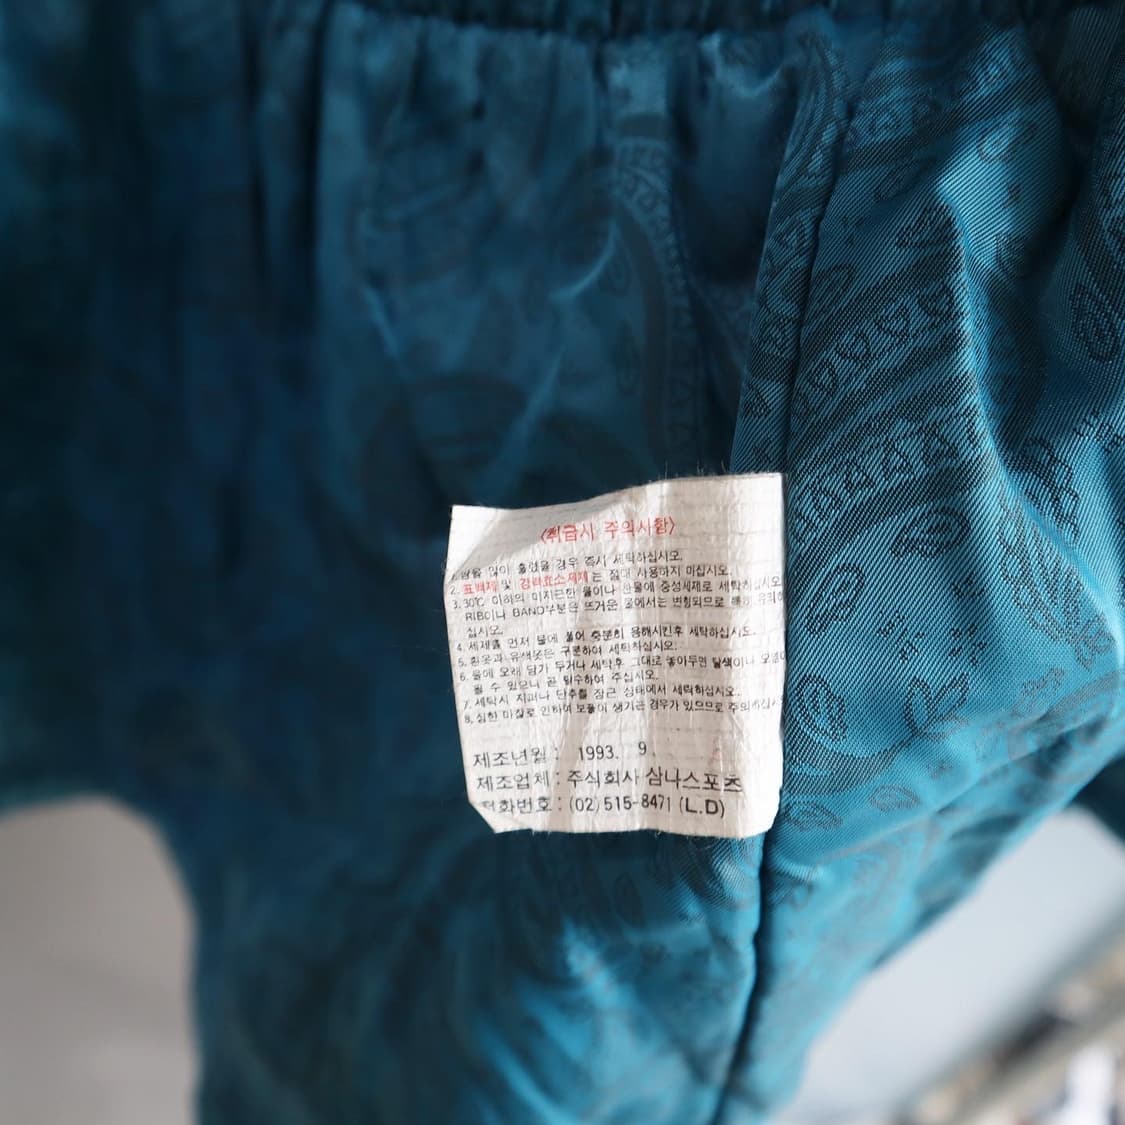 <취급시 주의사항>
1. 땀을 많이 흘렸을 경우 즉시 세탁하십시오.
2. 표백제 및 강력효소세제는 절대 사용하지 마십시오.
3. 30℃ 이하의 미지근한 물이나 찬물에 중성세제로 세탁하십시오
RIB이나 BAND부분은 뜨거운 물에서는 변형되므로 특히 유의하
십시오.
4. 세제를 먼저 물에 풀어 충분히 용해시킨후 세탁하십시오.
5. 흰옷과 유색옷은 구분하여 세탁하십시오.
6. 물에 오래 담가 두거나 세탁후 그대로 놓아두면 탈색이나 오염이
될 수 있으니 곧 탈수하여 주십시오.
7. 세탁시 지퍼나 단추를 잠근 상태에서 세탁하십시오.
8. 심한 마찰로 인하여 보풀이 생기는 경우가 있으므로 주의하십시오
제조년월 : 1993. 9.
제조업체 : 주식회사 삼나스포츠
전화번호 : (02) 515-8471 (L.D)